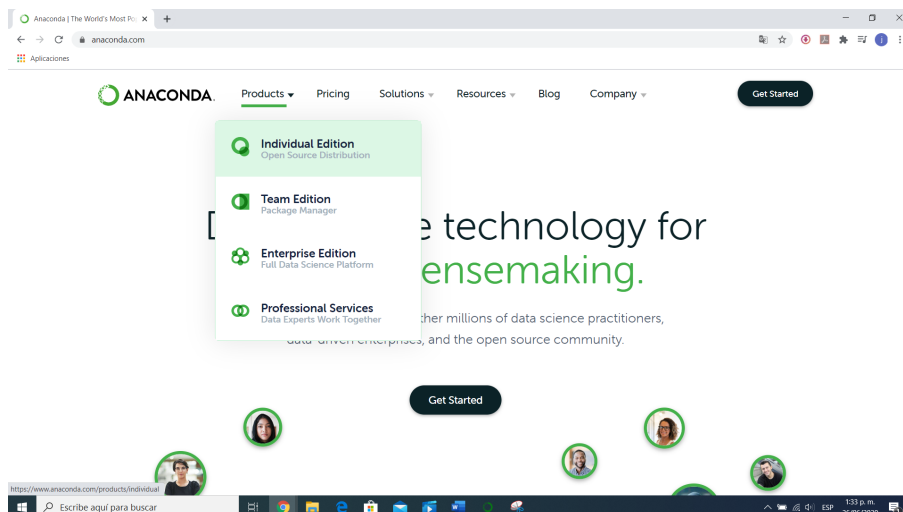 Anaconda | The World's Most Po
anaconda.com
Aplicaciones
ANACONDA.
Products
Pricing
Solutions
Resources
Blog
Company
Get Started
Individual Edition
Open Source Distribution
Team Edition
Package Manager
Enterprise Edition
Full Data Science Platform
Professional Services
Data Experts Work Together
D
e technology for
ensemaking.
her millions of data science practitioners,
data-driven enterprises, and the open source community.
Get Started
https://www.anaconda.com/products/individual
Escribe aquí para buscar
ESP
1:33 p. m.